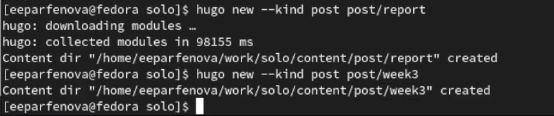 [eeparfenova@fedora solo]$ hugo new --kind post post/report
hugo: downloading modules …
hugo: collected modules in 98155 ms
Content dir "/home/eeparfenova/work/solo/content/post/report" created
[eeparfenova@fedora solo]$ hugo new --kind post post/week3
Content dir "/home/eeparfenova/work/solo/content/post/week3" created
[eeparfenova@fedora solo]$